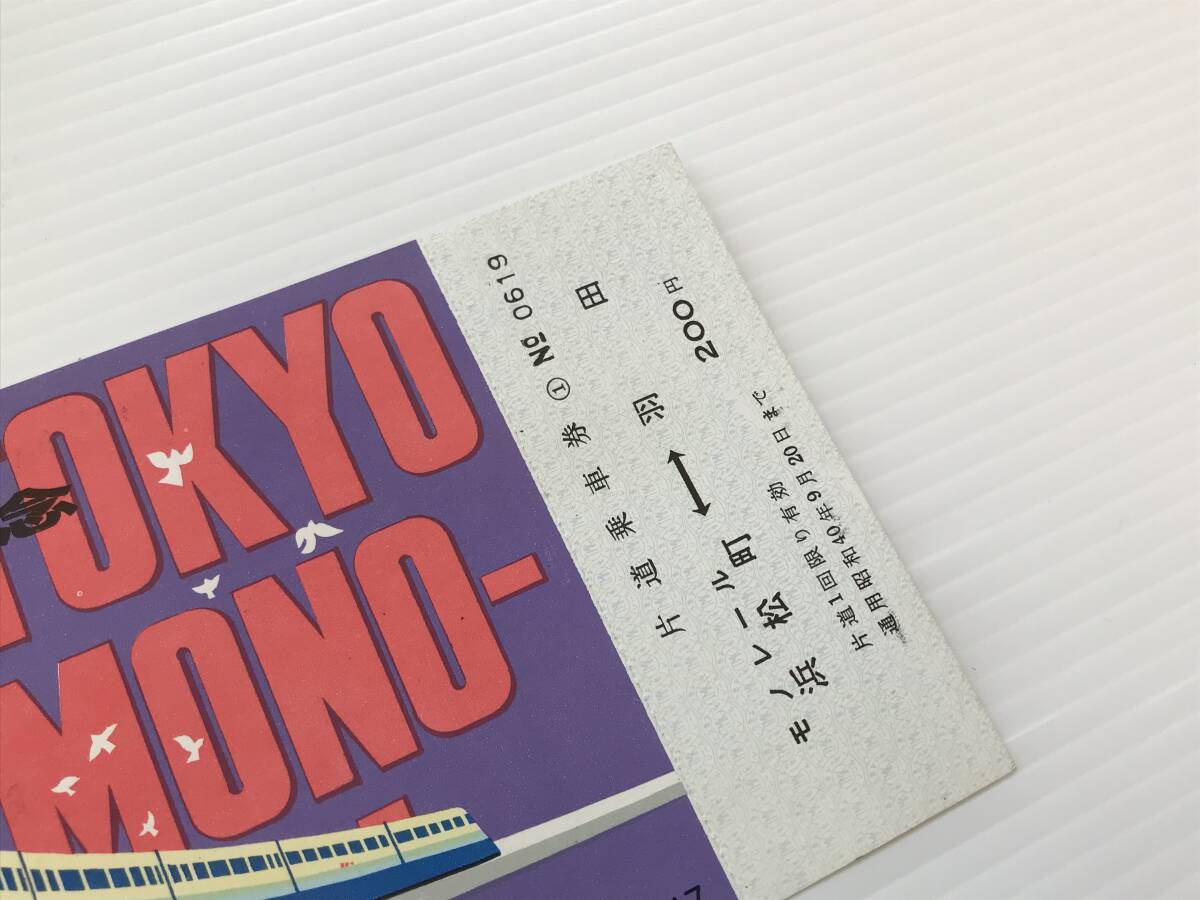 TOKYO
MONO-
片道乗車券 ① № 0619
モノレール
浜松町 ⟷ 羽田
200円
片道1回限り有効
通用昭和40年9月20日まで